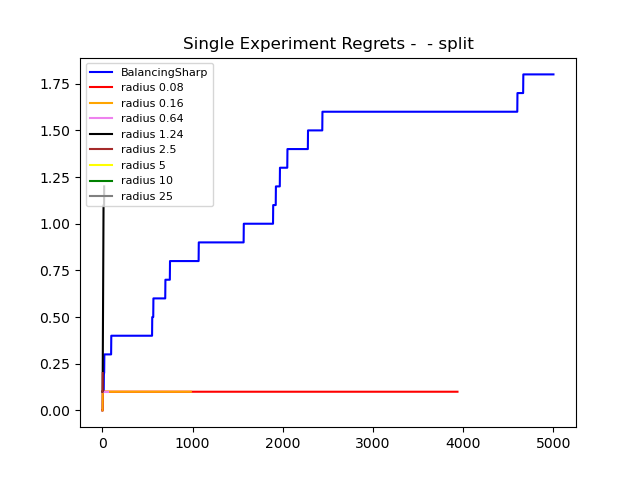 Single Experiment Regrets -  - split
BalancingSharp
radius 0.08
radius 0.16
radius 0.64
radius 1.24
radius 2.5
radius 5
radius 10
radius 25
1.75
1.50
1.25
1.00
0.75
0.50
0.25
0.00
0 1000 2000 3000 4000 5000